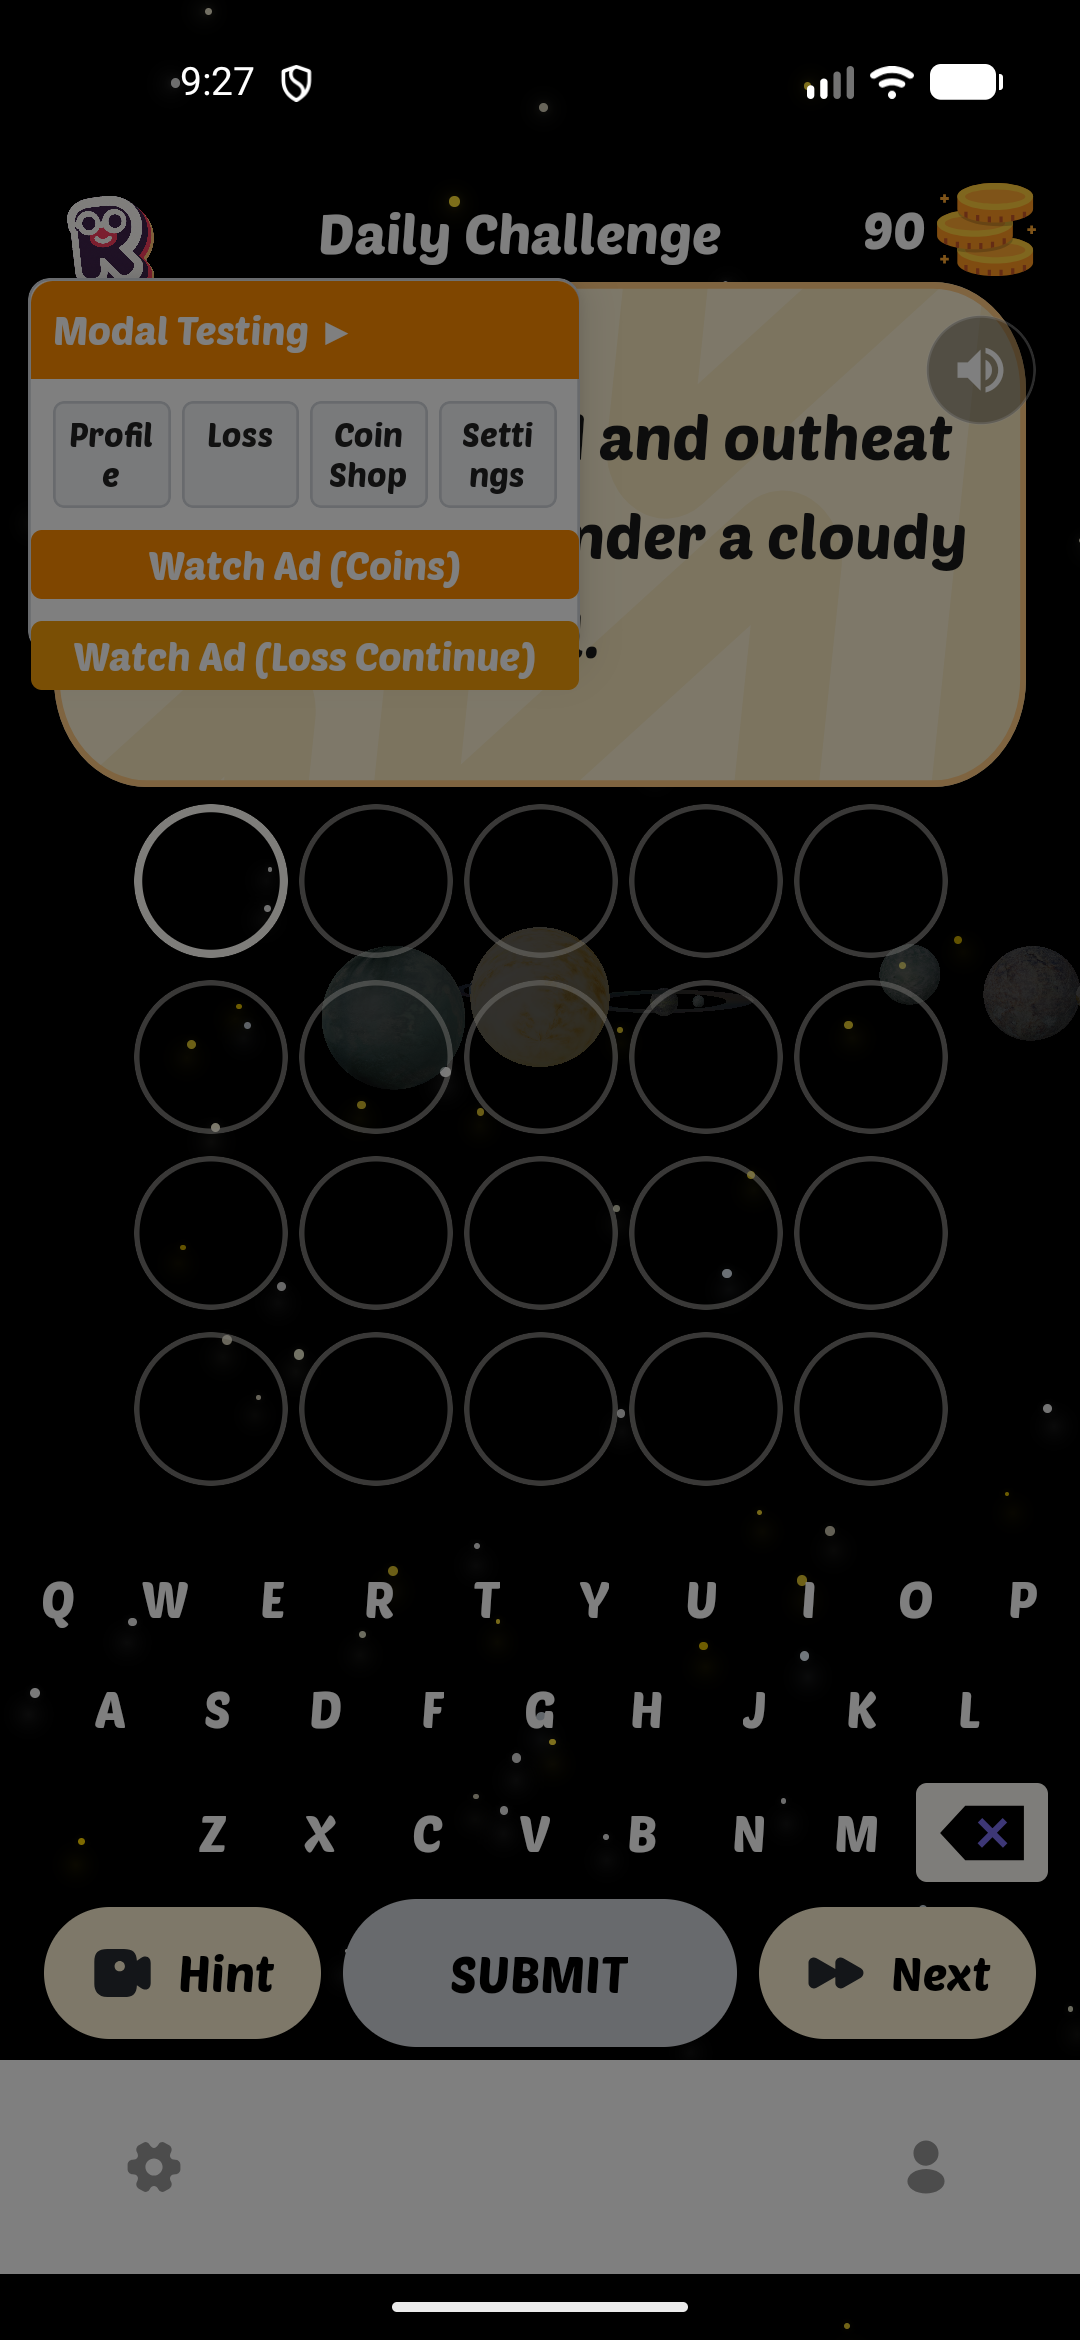 9:27
Daily Challenge
90
Modal Testing ►
Profil
e
Loss
Coin
Shop
Setti
ngs
Watch Ad (Coins)
Watch Ad (Loss Continue)
and outheat
nder a cloudy
Q W E R T Y U I O P
A S D F G H J K L
Z X C V B N M
Hint
SUBMIT
Next